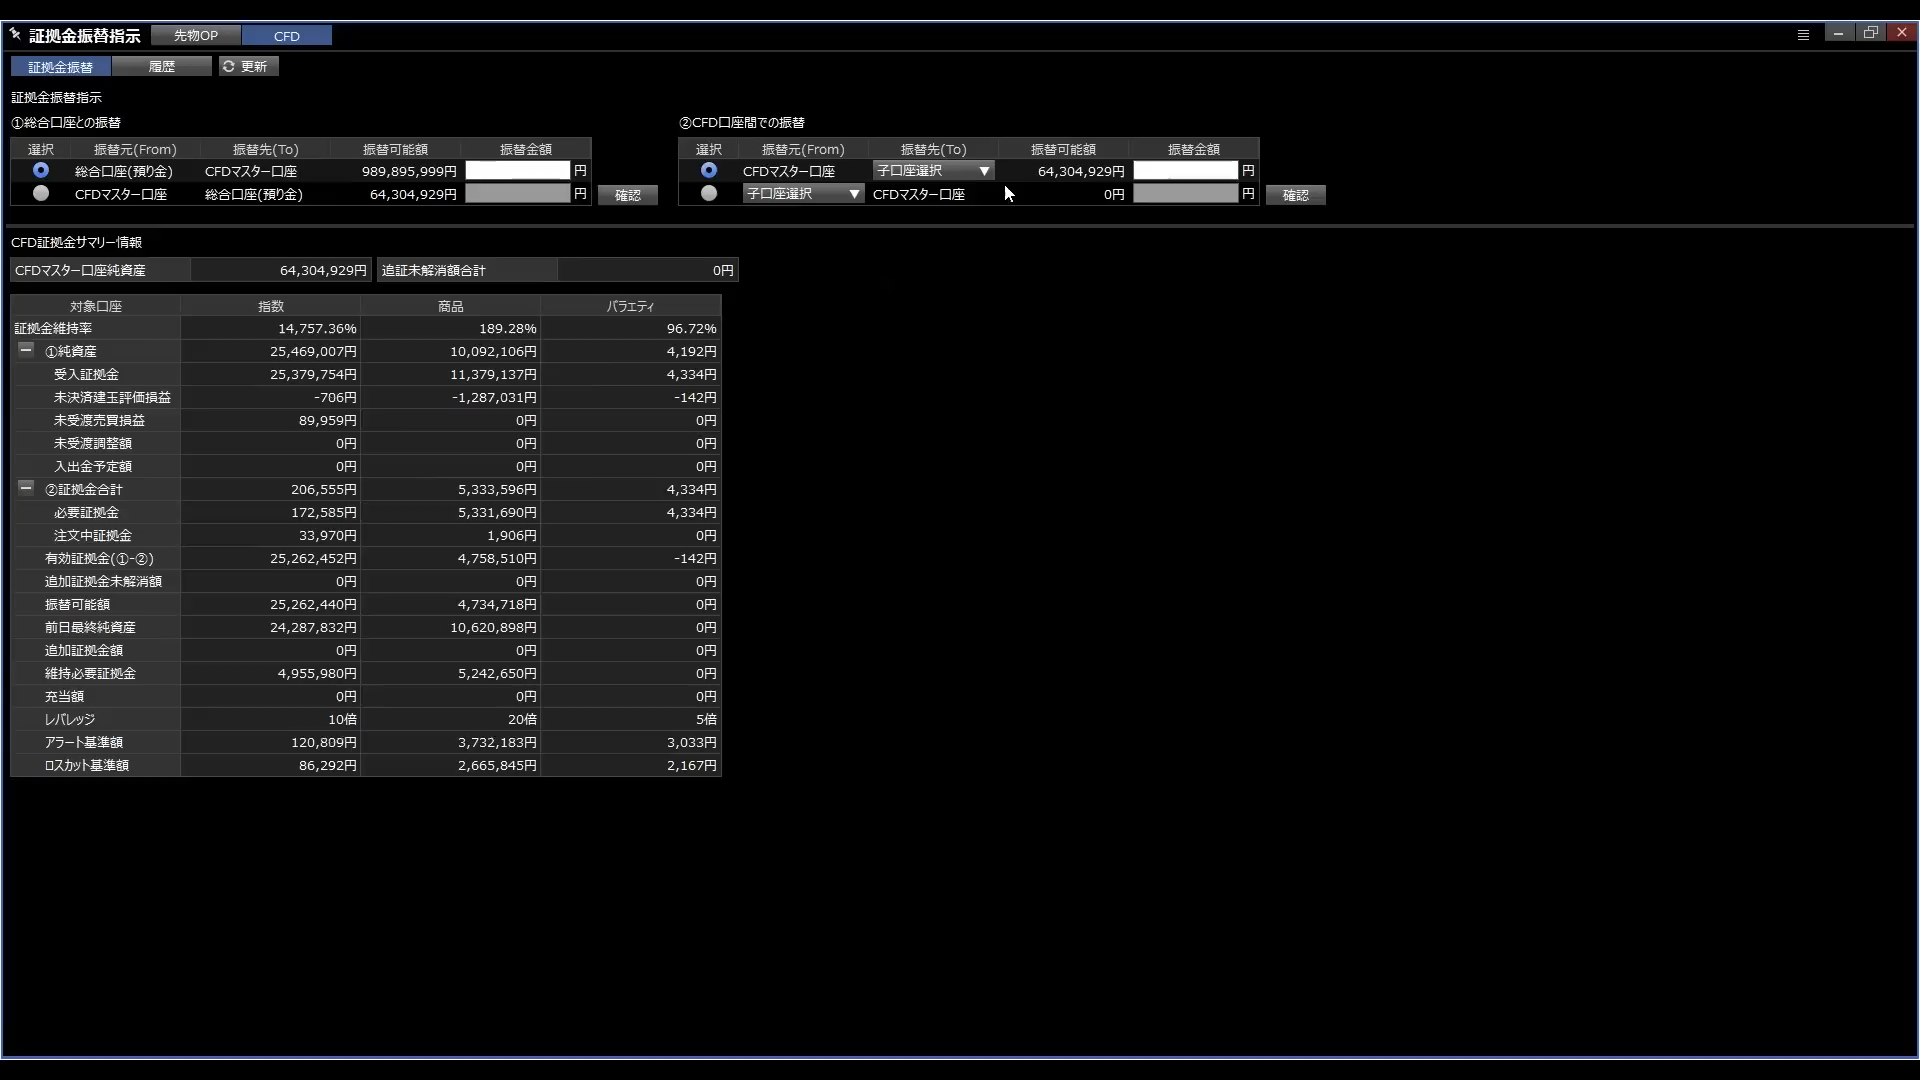 証拠金振替指示 先物OP CFD
証拠金振替 履歴 更新
証拠金振替指示
①総合口座との振替
選択 振替元(From) 振替先(To) 振替可能額 振替金額
総合口座(預り金) CFDマスター口座 989,895,999円 円
CFDマスター口座 総合口座(預り金) 64,304,929円 円 確認
②CFD口座間での振替
選択 振替元(From) 振替先(To) 振替可能額 振替金額
CFDマスター口座 子口座選択 ▼ 64,304,929円 円
子口座選択 ▼ CFDマスター口座 0円 円 確認
CFD証拠金サマリー情報
CFDマスター口座純資産 64,304,929円 追証未解消額合計 0円
対象口座 指数 商品 バラエティ
証拠金維持率 14,757.36% 189.28% 96.72%
①純資産 25,469,007円 10,092,106円 4,192円
受入証拠金 25,379,754円 11,379,137円 4,334円
未決済建玉評価損益 -706円 -1,287,031円 -142円
未受渡売買損益 89,959円 0円 0円
未受渡調整額 0円 0円 0円
入出金予定額 0円 0円 0円
②証拠金合計 206,555円 5,333,596円 4,334円
必要証拠金 172,585円 5,331,690円 4,334円
注文中証拠金 33,970円 1,906円 0円
有効証拠金(①-②) 25,262,452円 4,758,510円 -142円
追加証拠金未解消額 0円 0円 0円
振替可能額 25,262,440円 4,734,718円 0円
前日最終純資産 24,287,832円 10,620,898円 0円
追加証拠金額 0円 0円 0円
維持必要証拠金 4,955,980円 5,242,650円 0円
充当額 0円 0円 0円
レバレッジ 10倍 20倍 5倍
アラート基準額 120,809円 3,732,183円 3,033円
ロスカット基準額 86,292円 2,665,845円 2,167円